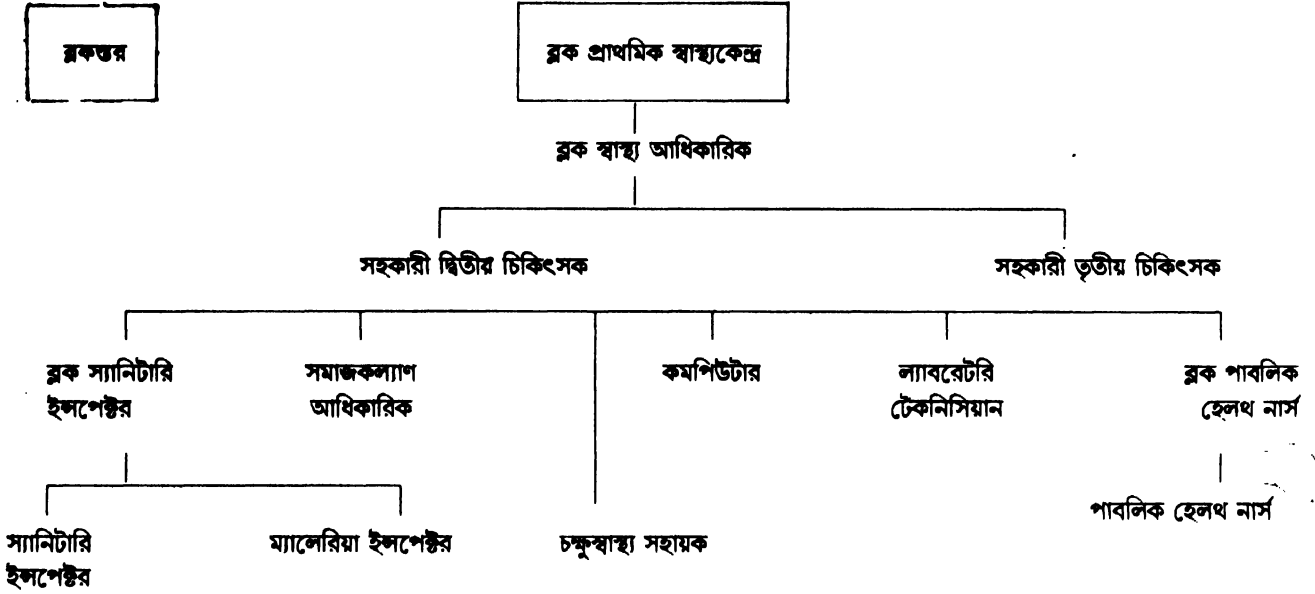 ব্লকস্তর
ব্লক প্রাথমিক স্বাস্থ্যকেন্দ্র
ব্লক স্বাস্থ্য আধিকারিক
সহকারী দ্বিতীয় চিকিৎসক
সহকারী তৃতীয় চিকিৎসক
ব্লক স্যানিটারি
ইন্সপেক্টর
সমাজকল্যাণ
আধিকারিক
কমপিউটার
ল্যাবরেটরি
টেকনিসিয়ান
ব্লক পাবলিক
হেলথ নার্স
স্যানিটারি
ইন্সপেক্টর
ম্যালেরিয়া ইন্সপেক্টর
চক্ষুস্বাস্থ্য সহায়ক
পাবলিক হেলথ নার্স